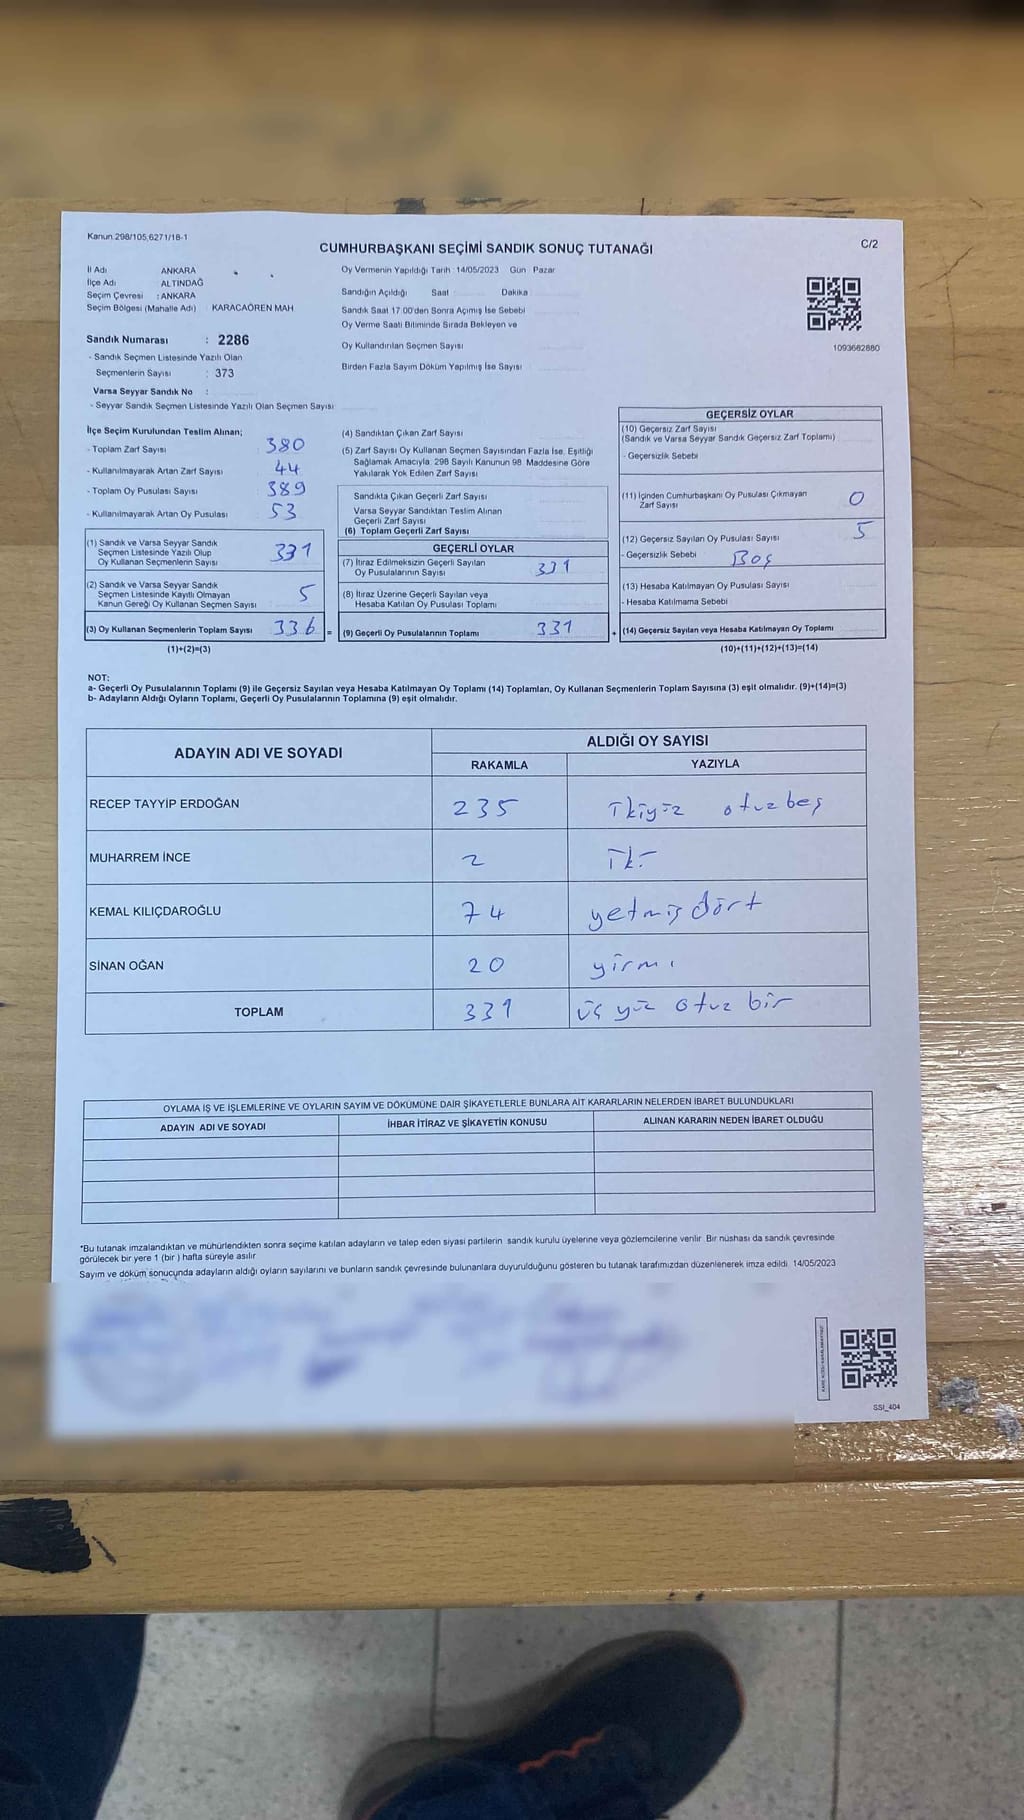 Kanun 298/105,6271/18-1
C/2
CUMHURBAŞKANI SEÇİMİ SANDIK SONUÇ TUTANAĞI
İl Adı ANKARA
İlçe Adı ALTINDAĞ
Seçim Çevresi : ANKARA
Seçim Bölgesi (Mahalle Adı) KARACAÖREN MAH
Sandık Numarası : 2286
- Sandık Seçmen Listesinde Yazılı Olan
Seçmenlerin Sayısı : 373
Varsa Seyyar Sandık No :
- Seyyar Sandık Seçmen Listesinde Yazılı Olan Seçmen Sayısı
Oy Vermenin Yapıldığı Tarih 14/05/2023 Gün Pazar
Sandığın Açıldığı Saat Dakika
Sandık Saat 17 00'den Sonra Açımış İse Sebebi
Oy Verme Saati Bitiminde Sırada Bekleyen ve
Oy Kullandırılan Seçmen Sayısı
Birden Fazla Sayım Döküm Yapılmış İse Sayısı
1093682880
İlçe Seçim Kurulundan Teslim Alınan;
- Toplam Zarf Sayısı 380
- Kullanılmayarak Artan Zarf Sayısı 44
- Toplam Oy Pusulası Sayısı 389
- Kullanılmayarak Artan Oy Pusulası 53
(1) Sandık ve Varsa Seyyar Sandık
Seçmen Listesinde Yazılı Olup
Oy Kullanan Seçmenlerin Sayısı 331
(2) Sandık ve Varsa Seyyar Sandık
Seçmen Listesinde Kayıtlı Olmayan
Kanun Gereği Oy Kullanan Seçmen Sayısı 5
(3) Oy Kullanan Seçmenlerin Toplam Sayısı 336 =
(1)+(2)=(3)
(4) Sandıktan Çıkan Zarf Sayısı
(5) Zarf Sayısı Oy Kullanan Seçmen Sayısından Fazla İse, Eşitliği
Sağlamak Amacıyla 298 Sayılı Kanunun 98 Maddesine Göre
Yakılarak Yok Edilen Zarf Sayısı
Sandıkta Çıkan Geçerli Zarf Sayısı
Varsa Seyyar Sandıktan Teslim Alınan
Geçerli Zarf Sayısı
(6) Toplam Geçerli Zarf Sayısı
GEÇERLİ OYLAR
(7) İtiraz Edilmeksizin Geçerli Sayılan
Oy Pusulalarının Sayısı 331
(8) İtiraz Üzerine Geçerli Sayılan veya
Hesaba Katılan Oy Pusulası Toplamı
(9) Geçerli Oy Pusulalarının Toplamı 331 +
GEÇERSİZ OYLAR
(10) Geçersiz Zarf Sayısı
(Sandık ve Varsa Seyyar Sandık Geçersiz Zarf Toplamı)
- Geçersizlik Sebebi
(11) İçinden Cumhurbaşkanı Oy Pusulası Çıkmayan
Zarf Sayısı 0
(12) Geçersiz Sayılan Oy Pusulası Sayısı 5
- Geçersizlik Sebebi Boş
(13) Hesaba Katılmayan Oy Pusulası Sayısı
- Hesaba Katılmama Sebebi
(14) Geçersiz Sayılan veya Hesaba Katılmayan Oy Toplamı
(10)+(11)+(12)+(13)=(14)
NOT:
a- Geçerli Oy Pusulalarının Toplamı (9) ile Geçersiz Sayılan veya Hesaba Katılmayan Oy Toplamı (14) Toplamları, Oy Kullanan Seçmenlerin Toplam Sayısına (3) eşit olmalıdır. (9)+(14)=(3)
b- Adayların Aldığı Oyların Toplamı, Geçerli Oy Pusulalarının Toplamına (9) eşit olmalıdır.
ADAYIN ADI VE SOYADI ALDIĞI OY SAYISI
RAKAMLA YAZIYLA
RECEP TAYYİP ERDOĞAN 235 İkiyüz otuzbeş
MUHARREM İNCE 2 İki
KEMAL KILIÇDAROĞLU 74 yetmiş dört
SİNAN OĞAN 20 yirmi
TOPLAM 331 üç yüz otuz bir
OYLAMA İŞ VE İŞLEMLERİNE VE OYLARIN SAYIM VE DÖKÜMÜNE DAİR ŞİKAYETLERLE BUNLARA AİT KARARLARIN NELERDEN İBARET BULUNDUKLARI
ADAYIN ADI VE SOYADI İHBAR İTİRAZ VE ŞİKAYETİN KONUSU ALINAN KARARIN NEDEN İBARET OLDUĞU
*Bu tutanak imzalandıktan ve mühürlendikten sonra seçime katılan adayların ve talep eden siyasi partilerin sandık kurulu üyelerine veya gözlemcilerine verilir Bir nüshası da sandık çevresinde
görülecek bir yere 1 (bir ) hafta süreyle asılır
Sayım ve döküm sonucunda adayların aldığı oyların sayılarını ve bunların sandık çevresinde bulunanlara duyurulduğunu gösteren bu tutanak tarafımızdan düzenlenerek imza edildi 14/05/2023
SSI_404